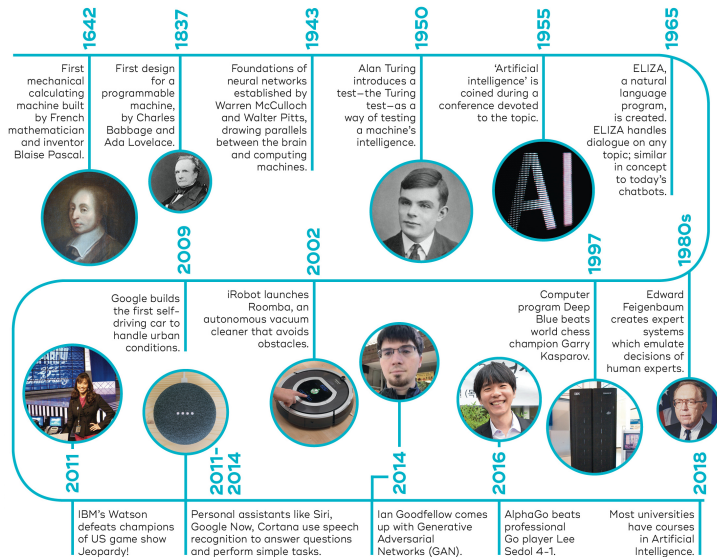 1642
First
mechanical
calculating
machine built
by French
mathematician
and inventor
Blaise Pascal.
1837
First design
for a
programmable
machine,
by Charles
Babbage and
Ada Lovelace.
1943
Foundations of
neural networks
established by
Warren McCulloch
and Walter Pitts,
drawing parallels
between the brain
and computing
machines.
1950
Alan Turing
introduces a
test—the Turing
test—as a
way of testing
a machine's
intelligence.
1955
'Artificial
intelligence' is
coined during a
conference devoted
to the topic.
AI
1965
ELIZA,
a natural
language
program,
is created.
ELIZA handles
dialogue on any
topic; similar
in concept
to today's
chatbots.
1980s
Edward
Feigenbaum
creates expert
systems
which emulate
decisions of
human experts.
1997
Computer
program Deep
Blue beats
world chess
champion Garry
Kasparov.
2002
iRobot launches
Roomba, an
autonomous vacuum
cleaner that avoids
obstacles.
2009
Google builds
the first self-
driving car to
handle urban
conditions.
2011
IBM's Watson
defeats champions
of US game show
Jeopardy!
2011-
2014
Personal assistants like Siri,
Google Now, Cortana use speech
recognition to answer questions
and perform simple tasks.
2014
Ian Goodfellow comes
up with Generative
Adversarial
Networks (GAN).
2016
AlphaGo beats
professional
Go player Lee
Sedol 4-1.
2018
Most universities
have courses
in Artificial
Intelligence.